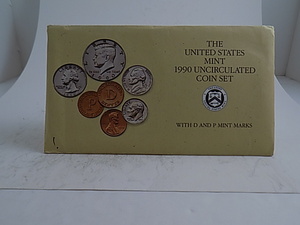 THE
UNITED STATES
MINT
1990 UNCIRCULATED
COIN SET
WITH D AND P MINT MARKS